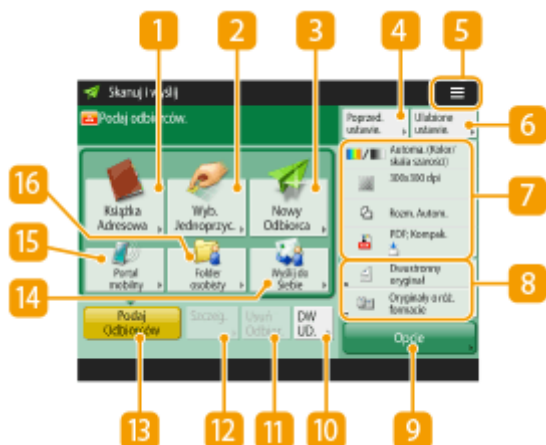 1
2
3
4
5
Skanuj i wyślij
Podaj odbiorców.
Poprzed. ustawie.
Ulubione ustawie.
6
Książka Adresowa
Wyb. Jednoprzyc.
Nowy Odbiorca
Automa. (Kolor/ skala szarości)
300x300 dpi
Rozm. Autom.
PDF; Kompak.
7
16
15
Portal mobilny
Folder osobisty
Wyślij do Siebie
14
Dwustronny oryginał
Oryginały o róż. formacie
8
Podaj Odbiorców
Szczeg.
Usuń Odbior.
DW UD.
Opcje
13
12
11
10
9